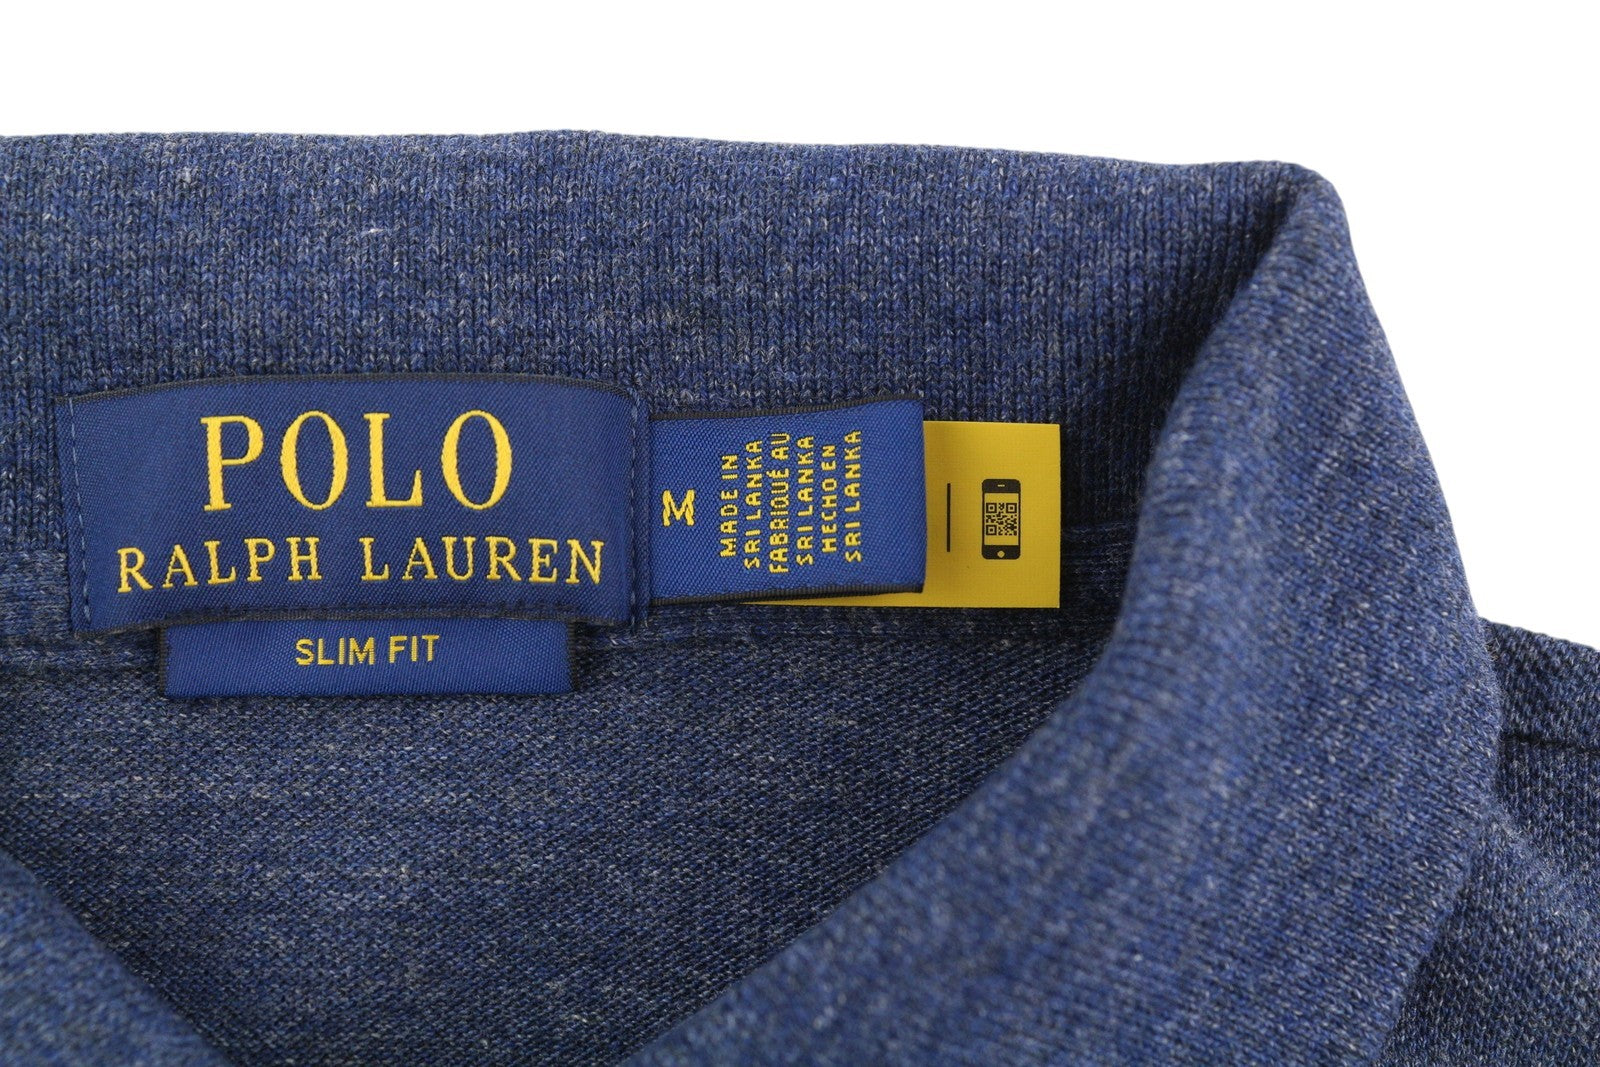 POLO
RALPH LAUREN
SLIM FIT
M
MADE IN
SRI LANKA
FABRIQUÉ AU
SRI LANKA
HECHO EN
SRI LANKA